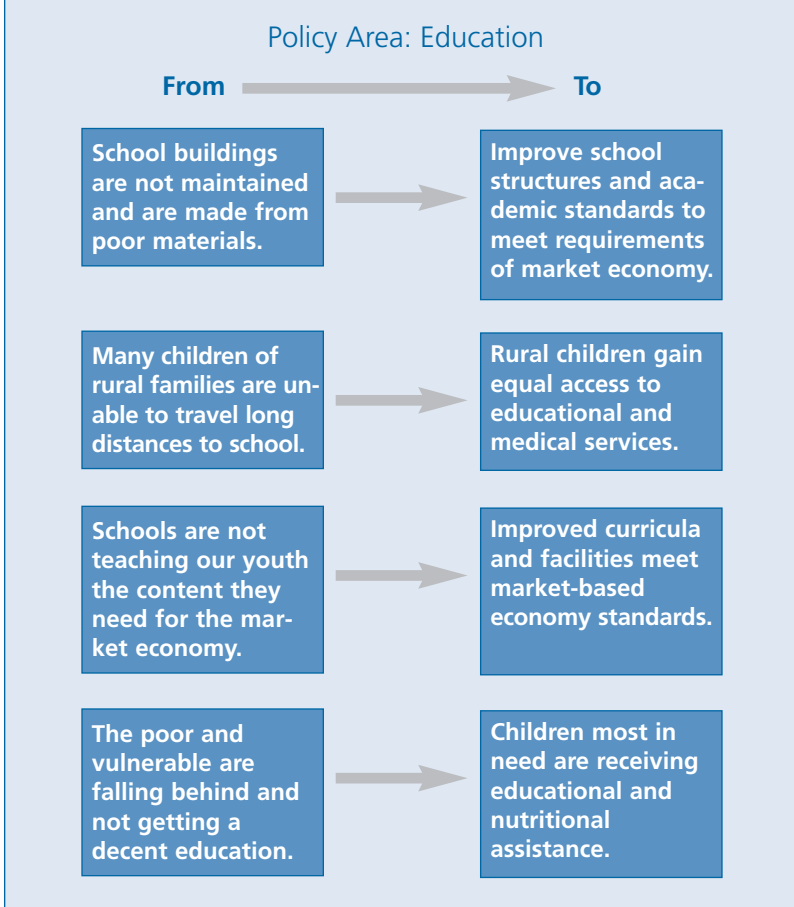 Policy Area: Education
From
To
School buildings
are not maintained
and are made from
poor materials.
Improve school
structures and aca-
demic standards to
meet requirements
of market economy.
Many children of
rural families are un-
able to travel long
distances to school.
Rural children gain
equal access to
educational and
medical services.
Schools are not
teaching our youth
the content they
need for the mar-
ket economy.
Improved curricula
and facilities meet
market-based
economy standards.
The poor and
vulnerable are
falling behind and
not getting a
decent education.
Children most in
need are receiving
educational and
nutritional
assistance.